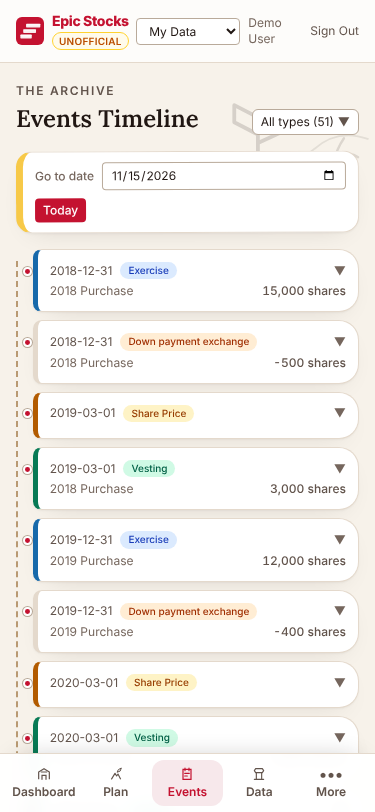 Epic Stocks
UNOFFICIAL
My Data
Demo User
Sign Out
THE ARCHIVE
Events Timeline
All types (51) ▼
Go to date 11/15/2026
Today
2018-12-31 Exercise ▼
2018 Purchase 15,000 shares
2018-12-31 Down payment exchange ▼
2018 Purchase -500 shares
2019-03-01 Share Price ▼
2019-03-01 Vesting ▼
2018 Purchase 3,000 shares
2019-12-31 Exercise ▼
2019 Purchase 12,000 shares
2019-12-31 Down payment exchange ▼
2019 Purchase -400 shares
2020-03-01 Share Price ▼
2020-03-01 Vesting ▼
Dashboard Plan Events Data More